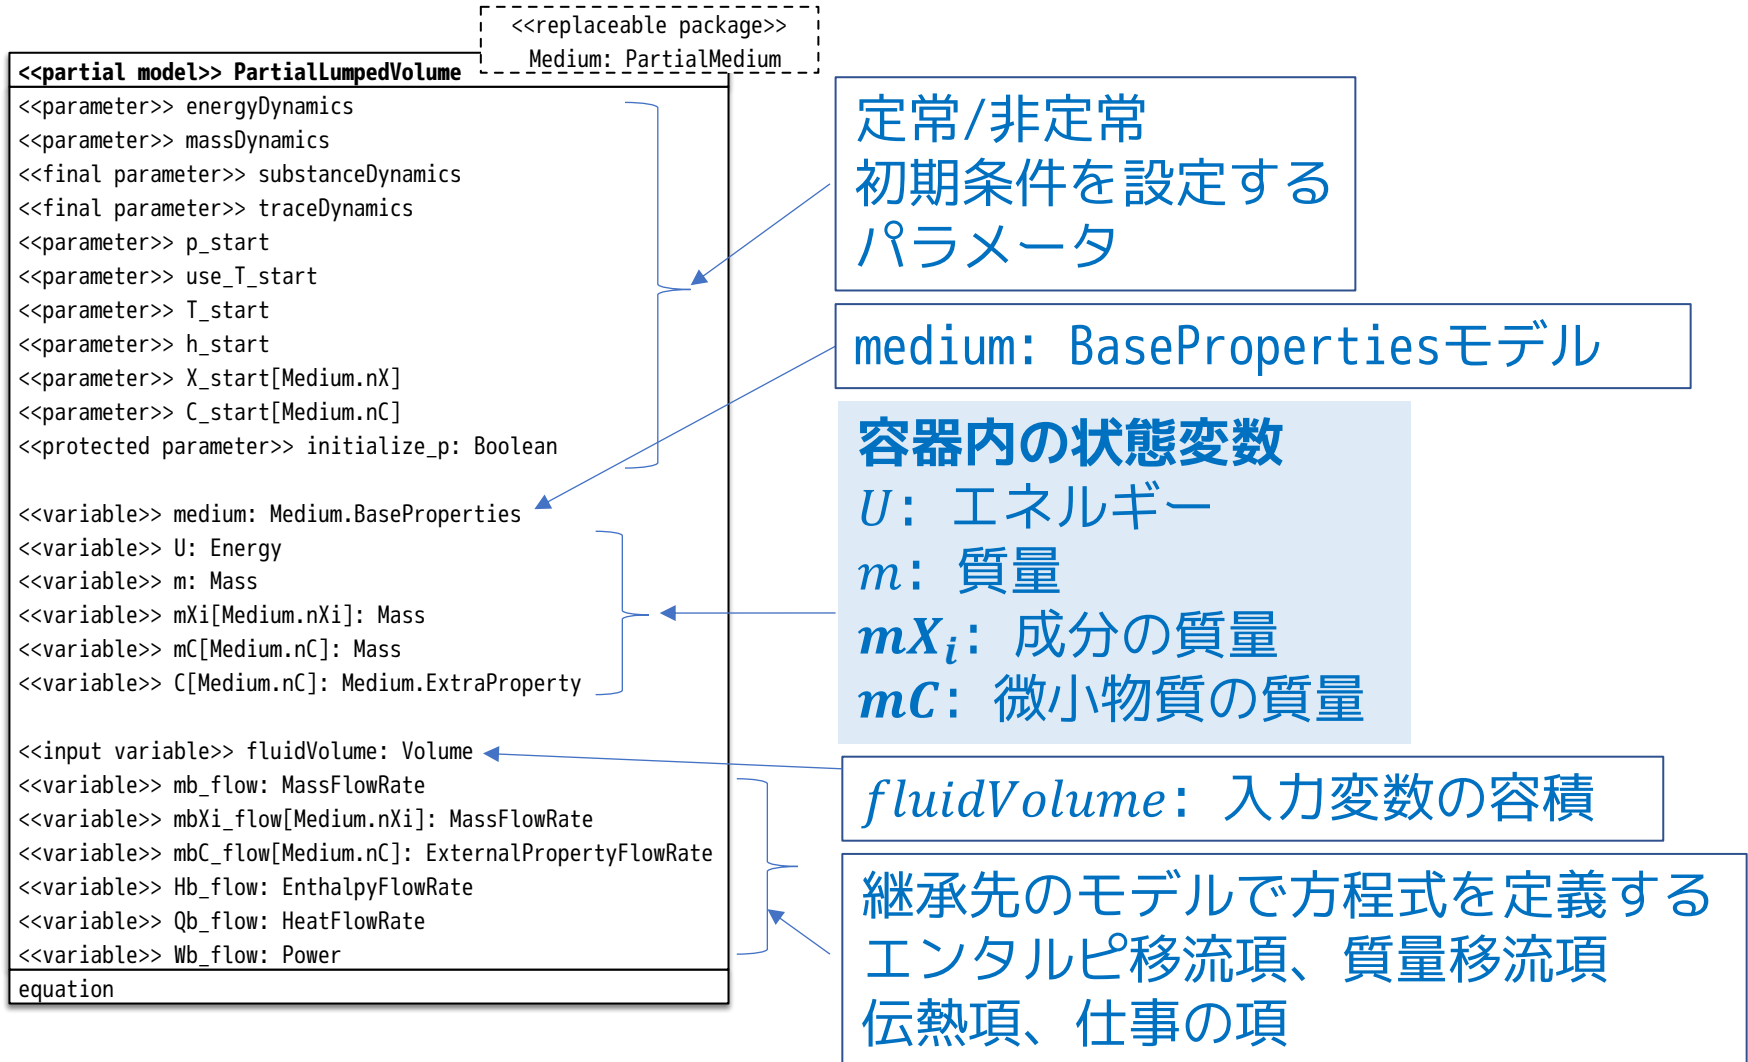 <<replaceable package>>
Medium: PartialMedium
<<partial model>> PartialLumpedVolume
<<parameter>> energyDynamics
<<parameter>> massDynamics
<<final parameter>> substanceDynamics
<<final parameter>> traceDynamics
<<parameter>> p_start
<<parameter>> use_T_start
<<parameter>> T_start
<<parameter>> h_start
<<parameter>> X_start[Medium.nX]
<<parameter>> C_start[Medium.nC]
<<protected parameter>> initialize_p: Boolean
<<variable>> medium: Medium.BaseProperties
<<variable>> U: Energy
<<variable>> m: Mass
<<variable>> mXi[Medium.nXi]: Mass
<<variable>> mC[Medium.nC]: Mass
<<variable>> C[Medium.nC]: Medium.ExtraProperty
<<input variable>> fluidVolume: Volume
<<variable>> mb_flow: MassFlowRate
<<variable>> mbXi_flow[Medium.nXi]: MassFlowRate
<<variable>> mbC_flow[Medium.nC]: ExternalPropertyFlowRate
<<variable>> Hb_flow: EnthalpyFlowRate
<<variable>> Qb_flow: HeatFlowRate
<<variable>> Wb_flow: Power
equation
定常/非定常
初期条件を設定する
パラメータ
medium: BasePropertiesモデル
容器内の状態変数
U: エネルギー
m: 質量
mXi: 成分の質量
mC: 微小物質の質量
fluidVolume: 入力変数の容積
継承先のモデルで方程式を定義する
エンタルピ移流項、質量移流項
伝熱項、仕事の項